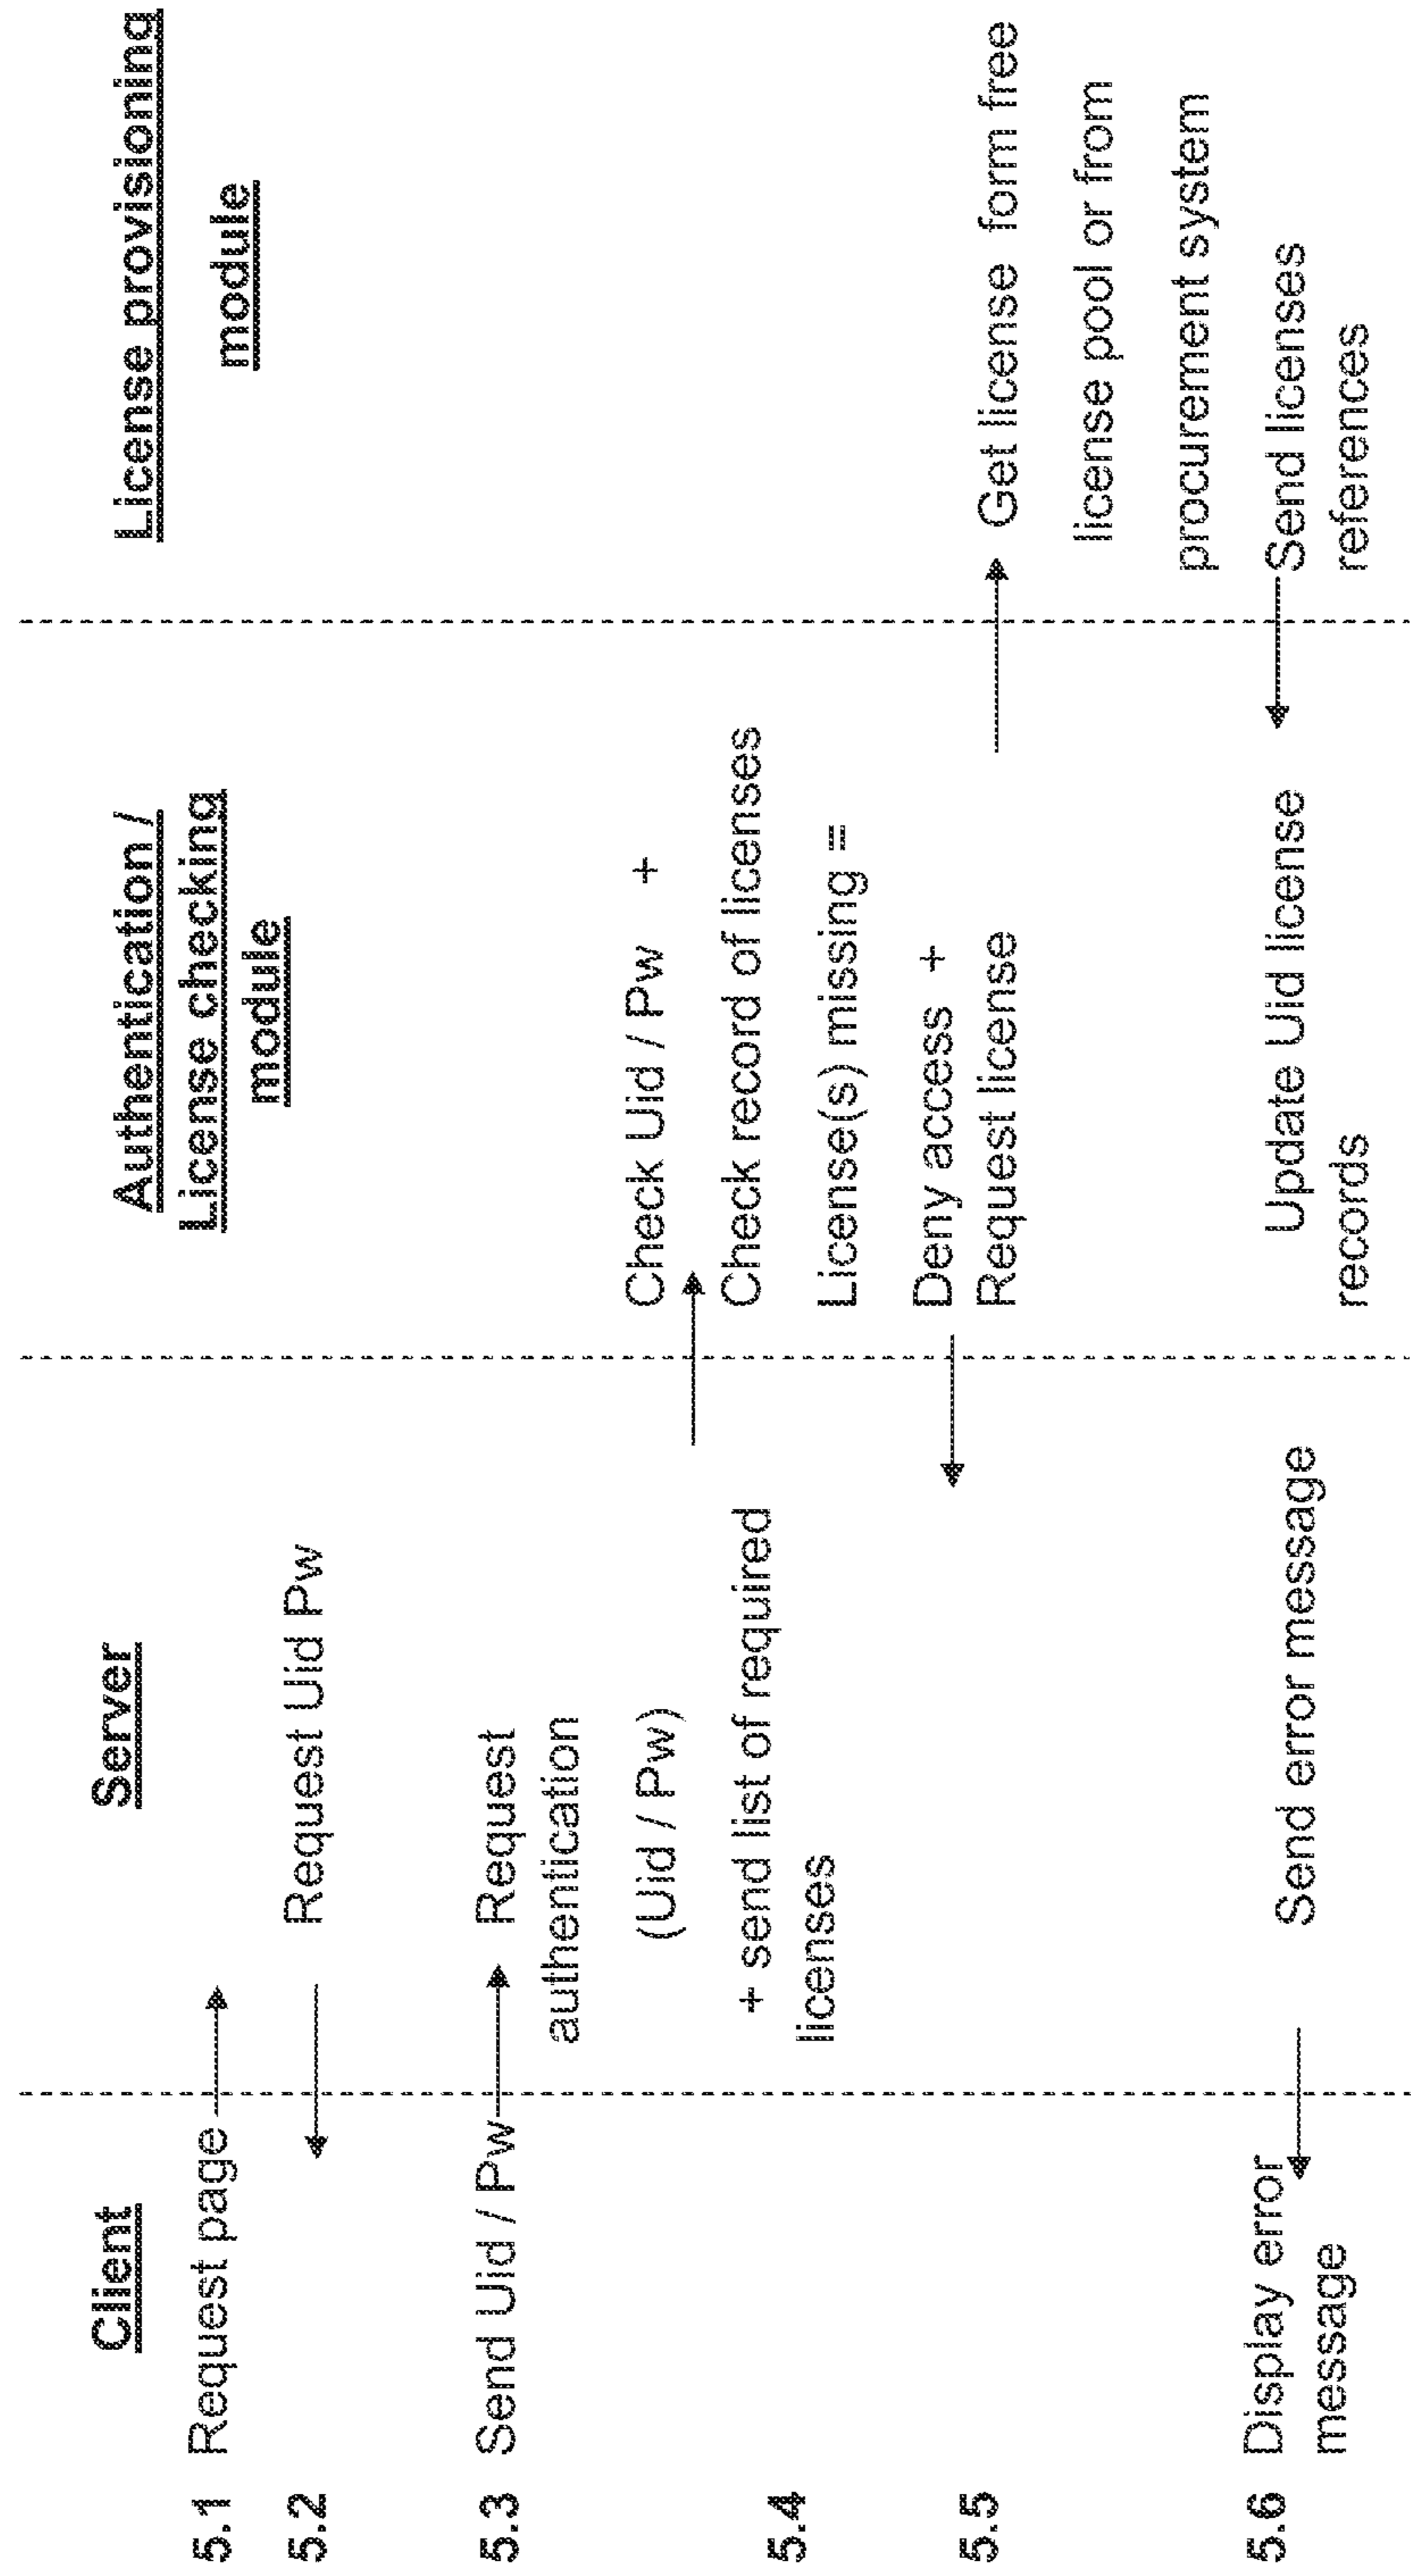 Client
Server
Authentication /
License checking
module
License provisioning
module
5.1
Request page
5.2
Request Uid Pw
5.3
Send Uid / Pw
Request
authentication
(Uid / Pw)
+ send list of required
licenses
Check Uid / Pw +
Check record of licenses
5.4
License(s) missing =
Deny access +
5.5
Request license
Get license form free
license pool or from
procurement system
5.6
Display error
message
Send error message
Update Uid license
records
Send licenses
references